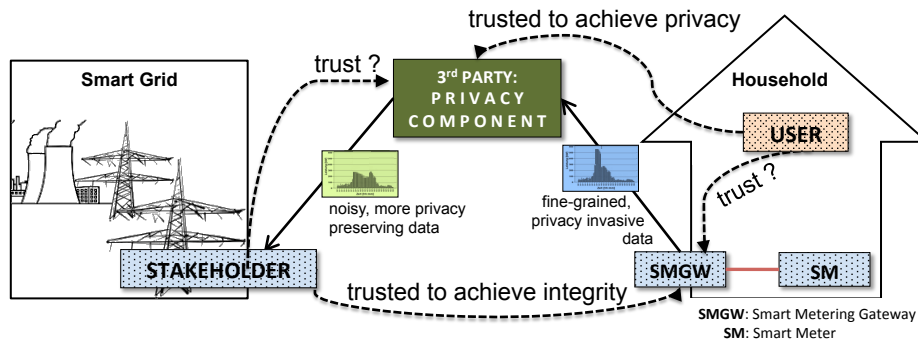 trusted to achieve privacy
trust ?
Smart Grid
3rd PARTY:
PRIVACY
COMPONENT
Household
USER
trust ?
noisy, more privacy
preserving data
fine-grained,
privacy invasive
data
STAKEHOLDER
SMGW
SM
trusted to achieve integrity
SMGW: Smart Metering Gateway
SM: Smart Meter